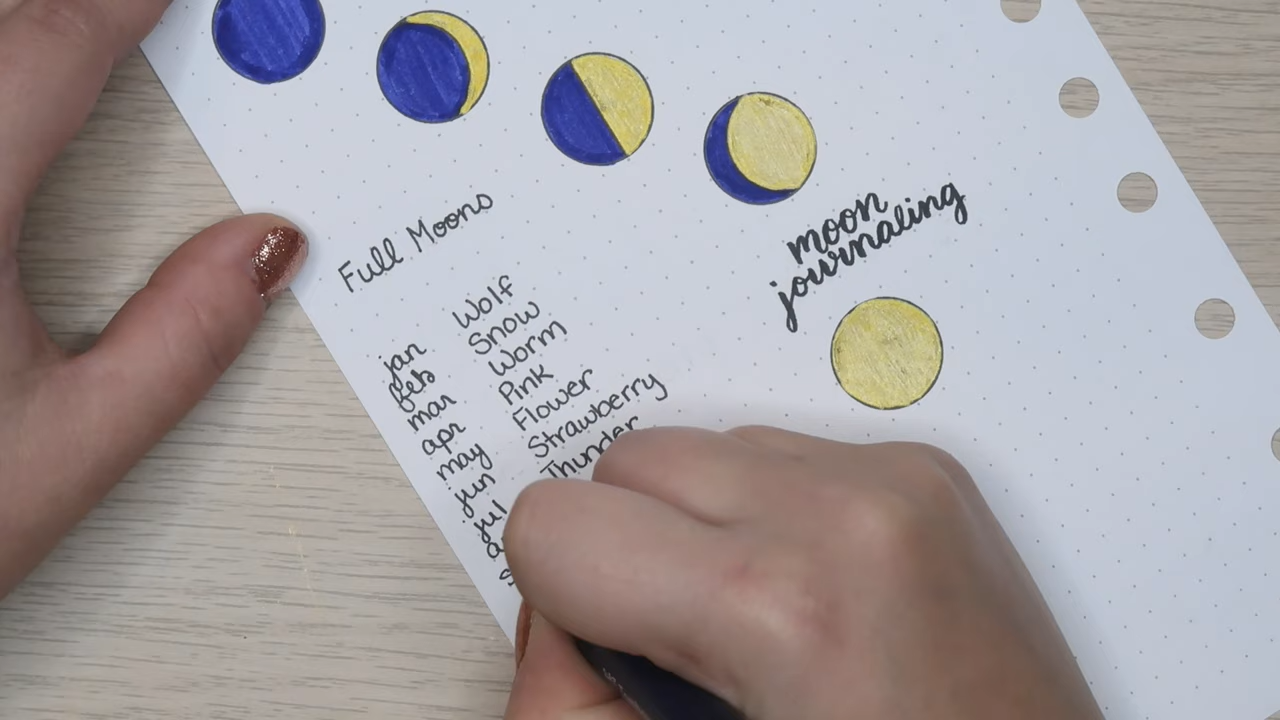 Full Moons
jan Wolf
feb Snow
mar Worm
apr Pink
may Flower
jun Strawberry
jul Thunder
moon
journaling